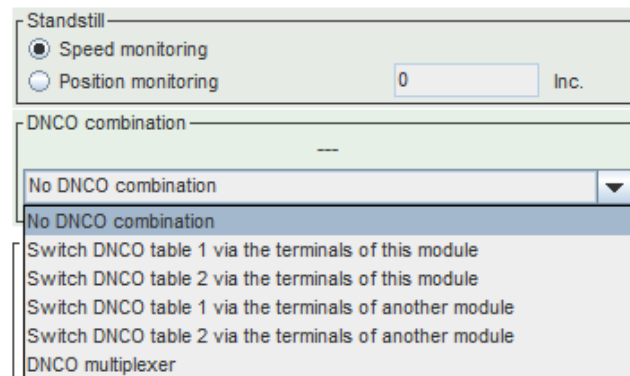 Standstill
Speed monitoring
Position monitoring 0 Inc.
DNCO combination
---
No DNCO combination
No DNCO combination
Switch DNCO table 1 via the terminals of this module
Switch DNCO table 2 via the terminals of this module
Switch DNCO table 1 via the terminals of another module
Switch DNCO table 2 via the terminals of another module
DNCO multiplexer